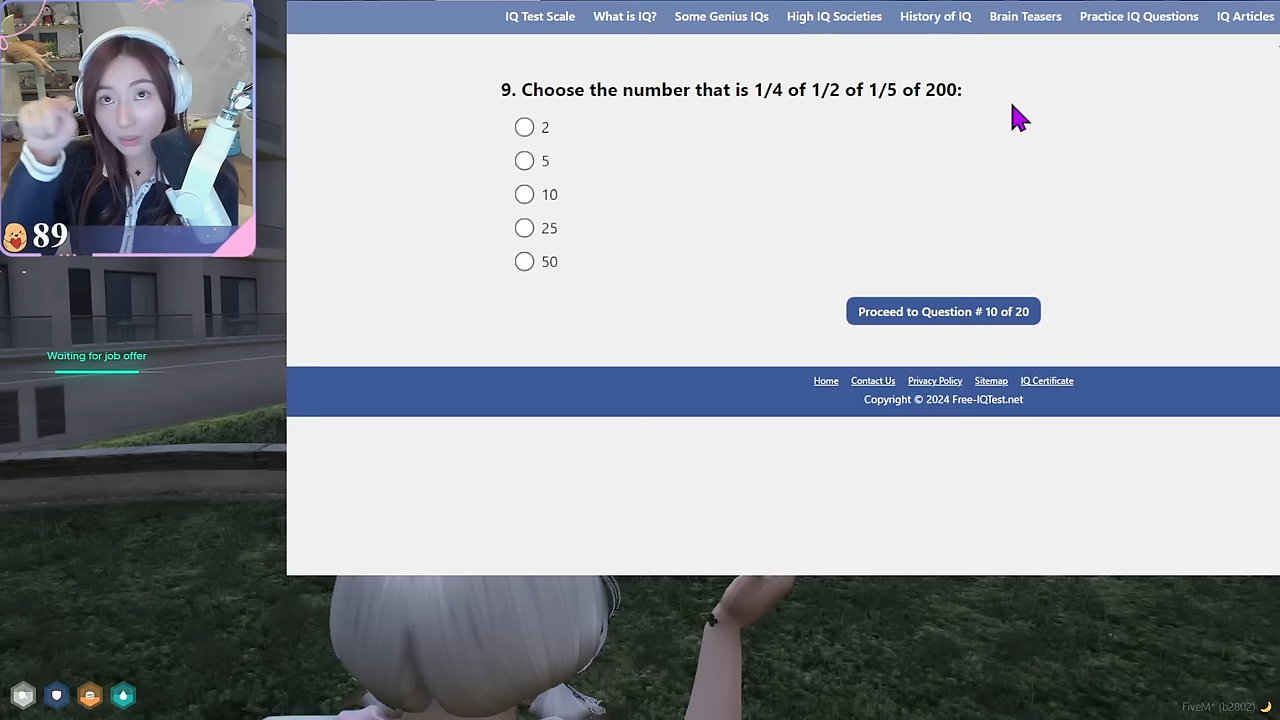 IQ Test Scale What is IQ? Some Genius IQs High IQ Societies History of IQ Brain Teasers Practice IQ Questions IQ Articles
9. Choose the number that is 1/4 of 1/2 of 1/5 of 200:
2
5
10
25
50
89
Proceed to Question # 10 of 20
Waiting for job offer
Home Contact Us Privacy Policy Sitemap IQ Certificate
Copyright © 2024 Free-IQTest.net
FiveM* (b2802)